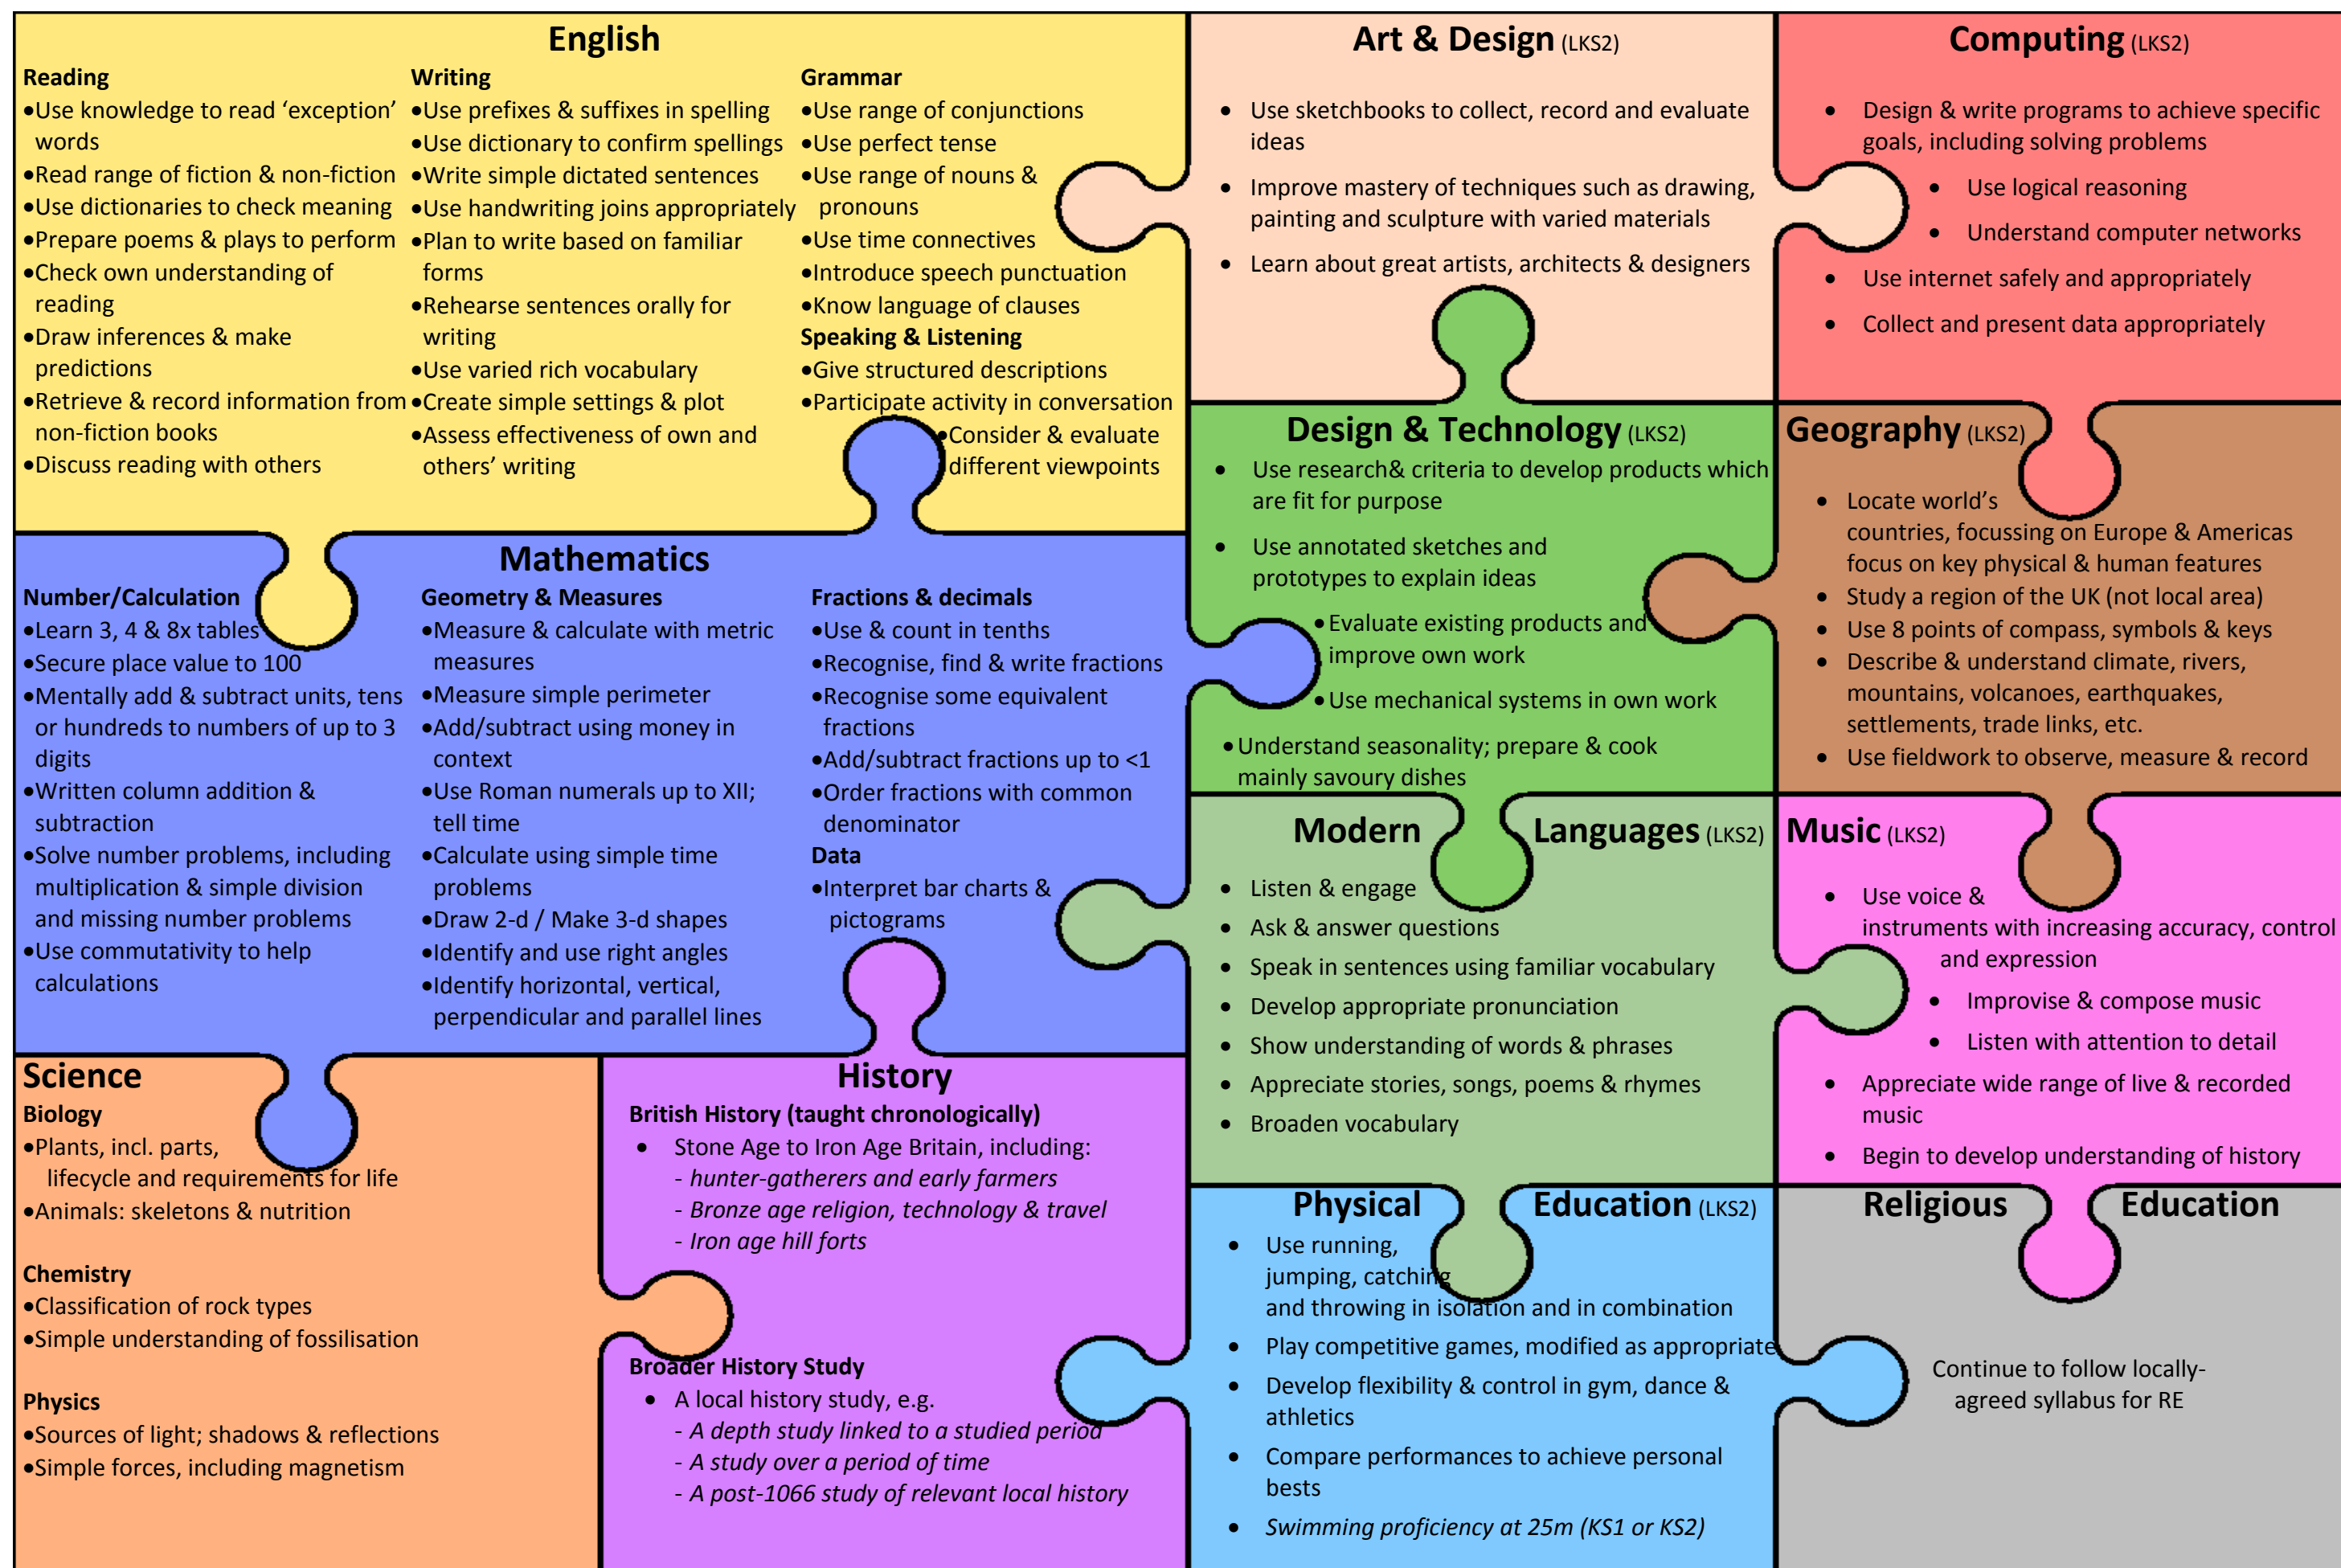 English
Reading
•Use knowledge to read ‘exception’
words
•Read range of fiction & non-fiction
•Use dictionaries to check meaning
•Prepare poems & plays to perform
•Check own understanding of
reading
•Draw inferences & make
predictions
•Retrieve & record information from
non-fiction books
•Discuss reading with others
Writing
•Use prefixes & suffixes in spelling
•Use dictionary to confirm spellings
•Write simple dictated sentences
•Use handwriting joins appropriately
•Plan to write based on familiar
forms
•Rehearse sentences orally for
writing
•Use varied rich vocabulary
•Create simple settings & plot
•Assess effectiveness of own and
others’ writing
Grammar
•Use range of conjunctions
•Use perfect tense
•Use range of nouns &
pronouns
•Use time connectives
•Introduce speech punctuation
•Know language of clauses
Speaking & Listening
•Give structured descriptions
•Participate activity in conversation
•Consider & evaluate
different viewpoints
Art & Design (LKS2)
• Use sketchbooks to collect, record and evaluate
ideas
• Improve mastery of techniques such as drawing,
painting and sculpture with varied materials
• Learn about great artists, architects & designers
Computing (LKS2)
• Design & write programs to achieve specific
goals, including solving problems
• Use logical reasoning
• Understand computer networks
• Use internet safely and appropriately
• Collect and present data appropriately
Mathematics
Number/Calculation
•Learn 3, 4 & 8x tables
•Secure place value to 100
•Mentally add & subtract units, tens
or hundreds to numbers of up to 3
digits
•Written column addition &
subtraction
•Solve number problems, including
multiplication & simple division
and missing number problems
•Use commutativity to help
calculations
Geometry & Measures
•Measure & calculate with metric
measures
•Measure simple perimeter
•Add/subtract using money in
context
•Use Roman numerals up to XII;
tell time
•Calculate using simple time
problems
•Draw 2-d / Make 3-d shapes
•Identify and use right angles
•Identify horizontal, vertical,
perpendicular and parallel lines
Fractions & decimals
•Use & count in tenths
•Recognise, find & write fractions
•Recognise some equivalent
fractions
•Add/subtract fractions up to <1
•Order fractions with common
denominator
Data
•Interpret bar charts &
pictograms
Design & Technology (LKS2)
• Use research& criteria to develop products which
are fit for purpose
• Use annotated sketches and
prototypes to explain ideas
•Evaluate existing products and
improve own work
•Use mechanical systems in own work
•Understand seasonality; prepare & cook
mainly savoury dishes
Geography (LKS2)
• Locate world’s
countries, focussing on Europe & Americas
focus on key physical & human features
• Study a region of the UK (not local area)
• Use 8 points of compass, symbols & keys
• Describe & understand climate, rivers,
mountains, volcanoes, earthquakes,
settlements, trade links, etc.
• Use fieldwork to observe, measure & record
Modern Languages (LKS2)
• Listen & engage
• Ask & answer questions
• Speak in sentences using familiar vocabulary
• Develop appropriate pronunciation
• Show understanding of words & phrases
• Appreciate stories, songs, poems & rhymes
• Broaden vocabulary
Music (LKS2)
• Use voice &
instruments with increasing accuracy, control
and expression
• Improvise & compose music
• Listen with attention to detail
• Appreciate wide range of live & recorded
music
• Begin to develop understanding of history
Science
Biology
•Plants, incl. parts,
lifecycle and requirements for life
•Animals: skeletons & nutrition
Chemistry
•Classification of rock types
•Simple understanding of fossilisation
Physics
•Sources of light; shadows & reflections
•Simple forces, including magnetism
History
British History (taught chronologically)
• Stone Age to Iron Age Britain, including:
- hunter-gatherers and early farmers
- Bronze age religion, technology & travel
- Iron age hill forts
Broader History Study
• A local history study, e.g.
- A depth study linked to a studied period
- A study over a period of time
- A post-1066 study of relevant local history
Physical Education (LKS2)
• Use running,
jumping, catching
and throwing in isolation and in combination
• Play competitive games, modified as appropriate
• Develop flexibility & control in gym, dance &
athletics
• Compare performances to achieve personal
bests
• Swimming proficiency at 25m (KS1 or KS2)
Religious Education
Continue to follow locally-
agreed syllabus for RE